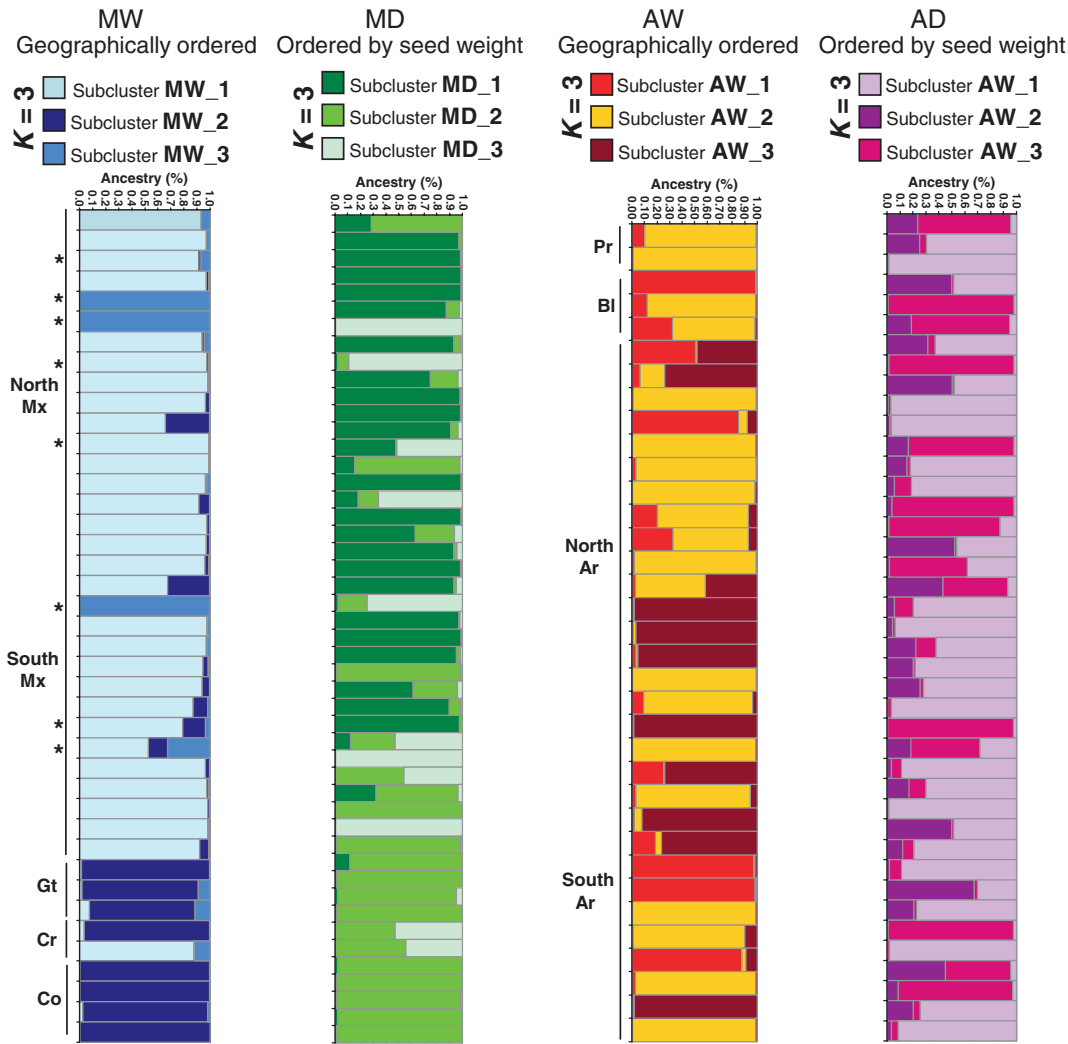 MW
Geographically ordered
K = 3
Subcluster MW_1
Subcluster MW_2
Subcluster MW_3
Ancestry (%)
0.0 0.1 0.2 0.3 0.4 0.5 0.6 0.7 0.8 0.9 1.0
*
*
*
*
North
Mx
*
*
South
Mx
*
*
Gt
Cr
Co
MD
Ordered by seed weight
K = 3
Subcluster MD_1
Subcluster MD_2
Subcluster MD_3
Ancestry (%)
0.0 0.1 0.2 0.3 0.4 0.5 0.6 0.7 0.8 0.9 1.0
AW
Geographically ordered
K = 3
Subcluster AW_1
Subcluster AW_2
Subcluster AW_3
Ancestry (%)
0.00 0.10 0.20 0.30 0.40 0.50 0.60 0.70 0.80 0.90 1.00
Pr
Bl
North
Ar
South
Ar
AD
Ordered by seed weight
K = 3
Subcluster AW_1
Subcluster AW_2
Subcluster AW_3
Ancestry (%)
0.0 0.1 0.2 0.3 0.4 0.5 0.6 0.7 0.8 0.9 1.0